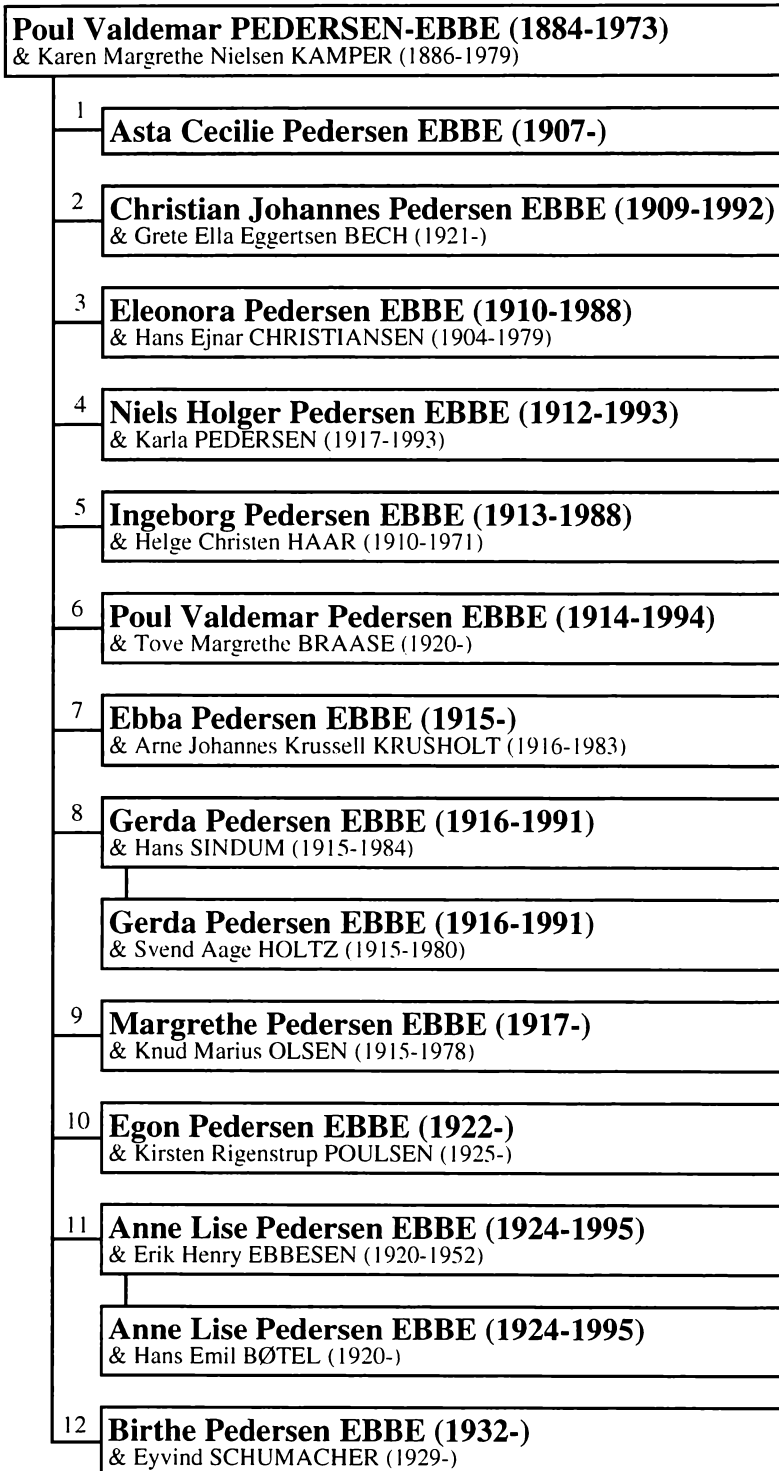 Poul Valdemar PEDERSEN-EBBE (1884-1973)
& Karen Margrethe Nielsen KAMPER (1886-1979)
1
Asta Cecilie Pedersen EBBE (1907-)
2
Christian Johannes Pedersen EBBE (1909-1992)
& Grete Ella Eggertsen BECH (1921-)
3
Eleonora Pedersen EBBE (1910-1988)
& Hans Ejnar CHRISTIANSEN (1904-1979)
4
Niels Holger Pedersen EBBE (1912-1993)
& Karla PEDERSEN (1917-1993)
5
Ingeborg Pedersen EBBE (1913-1988)
& Helge Christen HAAR (1910-1971)
6
Poul Valdemar Pedersen EBBE (1914-1994)
& Tove Margrethe BRAASE (1920-)
7
Ebba Pedersen EBBE (1915-)
& Arne Johannes Krussell KRUSHOLT (1916-1983)
8
Gerda Pedersen EBBE (1916-1991)
& Hans SINDUM (1915-1984)
Gerda Pedersen EBBE (1916-1991)
& Svend Aage HOLTZ (1915-1980)
9
Margrethe Pedersen EBBE (1917-)
& Knud Marius OLSEN (1915-1978)
10
Egon Pedersen EBBE (1922-)
& Kirsten Rigenstrup POULSEN (1925-)
11
Anne Lise Pedersen EBBE (1924-1995)
& Erik Henry EBBESEN (1920-1952)
Anne Lise Pedersen EBBE (1924-1995)
& Hans Emil BØTEL (1920-)
12
Birthe Pedersen EBBE (1932-)
& Eyvind SCHUMACHER (1929-)